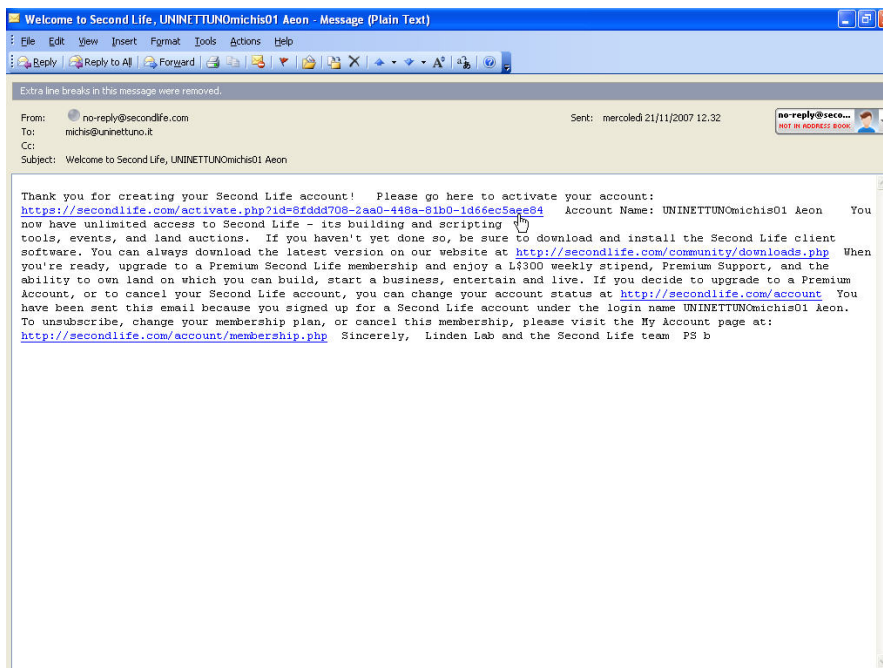 Welcome to Second Life, UNINETTUNOmichis01 Aeon - Message (Plain Text)
File Edit View Insert Format Tools Actions Help
Reply Reply to All Forward
Extra line breaks in this message were removed.
From: no-reply@secondlife.com Sent: mercoledì 21/11/2007 12.32
no-reply@seco...
NOT IN ADDRESS BOOK
To: michis@uninettuno.it
Cc:
Subject: Welcome to Second Life, UNINETTUNOmichis01 Aeon
Thank you for creating your Second Life account! Please go here to activate your account:
https://secondlife.com/activate.php?id=8fddd708-2aa0-448a-81b0-1d66ec5aee84 Account Name: UNINETTUNOmichis01 Aeon You
now have unlimited access to Second Life - its building and scripting
tools, events, and land auctions. If you haven't yet done so, be sure to download and install the Second Life client
software. You can always download the latest version on our website at http://secondlife.com/community/downloads.php When
you're ready, upgrade to a Premium Second Life membership and enjoy a L$300 weekly stipend, Premium Support, and the
ability to own land on which you can build, start a business, entertain and live. If you decide to upgrade to a Premium
Account, or to cancel your Second Life account, you can change your account status at http://secondlife.com/account You
have been sent this email because you signed up for a Second Life account under the login name UNINETTUNOmichis01 Aeon.
To unsubscribe, change your membership plan, or cancel this membership, please visit the My Account page at:
http://secondlife.com/account/membership.php Sincerely, Linden Lab and the Second Life team PS b